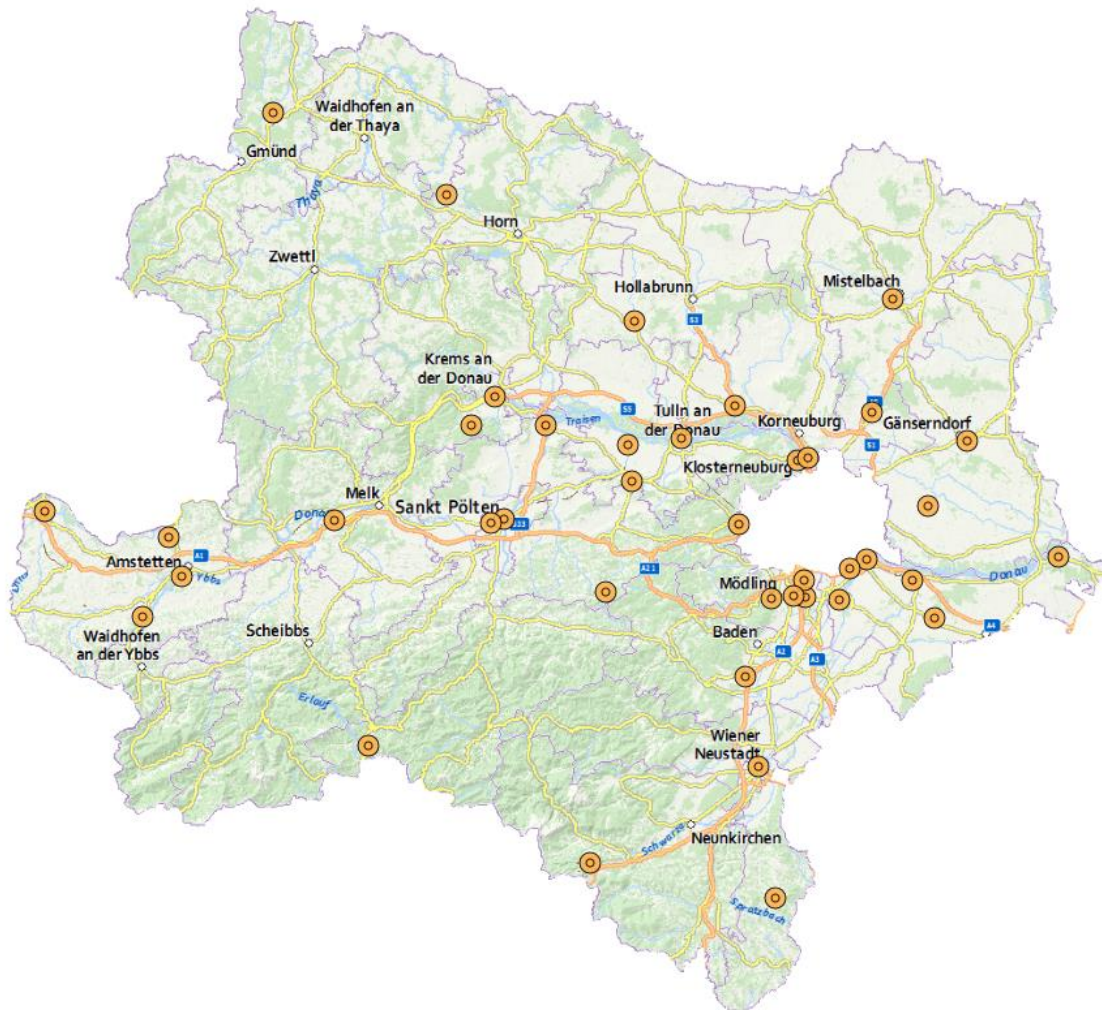 Waidhofen an
der Thaya
Gmünd
Thaya
Horn
Zwettl
Hollabrunn
Mistelbach
S3
Krems an
der Donau
S5
Traisen
Tulln an
der Donau
Korneuburg
Gänserndorf
S1
Klosterneuburg
Melk
Sankt Pölten
Donau
S33
A1
Amstetten
Ybbs
A21
Mödling
Donau
Waidhofen
an der Ybbs
Scheibbs
Baden
A4
A2
A3
Erlauf
Wiener
Neustadt
Schwarza
Neunkirchen
Spratzbach